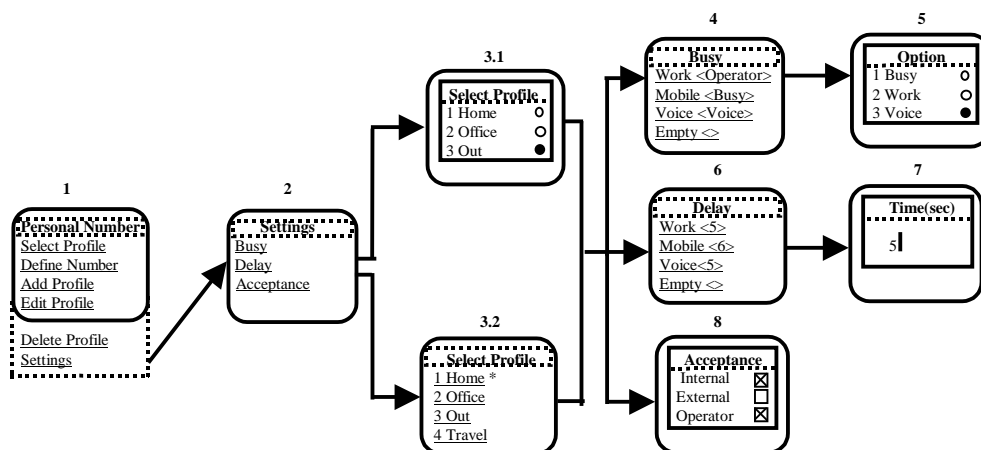 1
Personal Number
Select Profile
Define Number
Add Profile
Edit Profile
Delete Profile
Settings
2
Settings
Busy
Delay
Acceptance
3.1
Select Profile
1 Home
2 Office
3 Out
3.2
Select Profile
1 Home *
2 Office
3 Out
4 Travel
4
Busy
Work <Operator>
Mobile <Busy>
Voice <Voice>
Empty <>
5
Option
1 Busy
2 Work
3 Voice
6
Delay
Work <5>
Mobile <6>
Voice<5>
Empty <>
7
Time(sec)
5
8
Acceptance
Internal
External
Operator